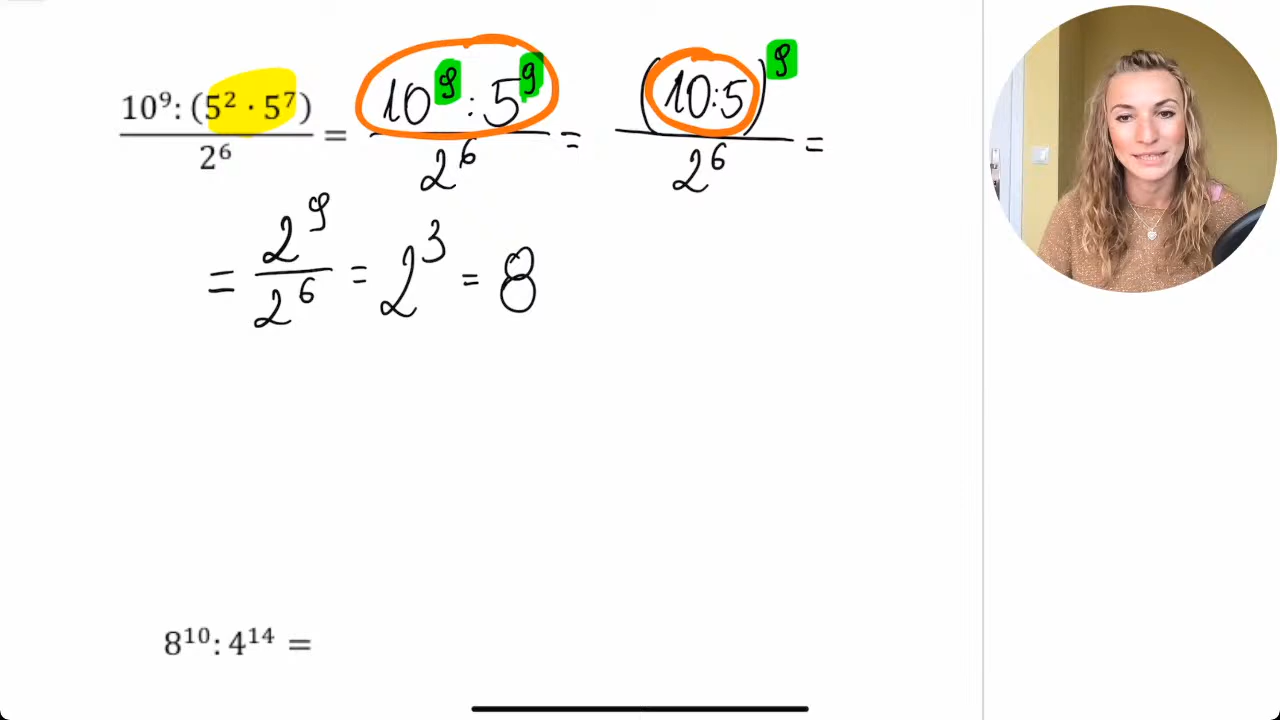 10⁹: (5² · 5⁷) / 2⁶ = 10⁹ : 5⁹ / 2⁶ = (10:5)⁹ / 2⁶ =
= 2⁹ / 2⁶ = 2³ = 8
8¹⁰: 4¹⁴ =